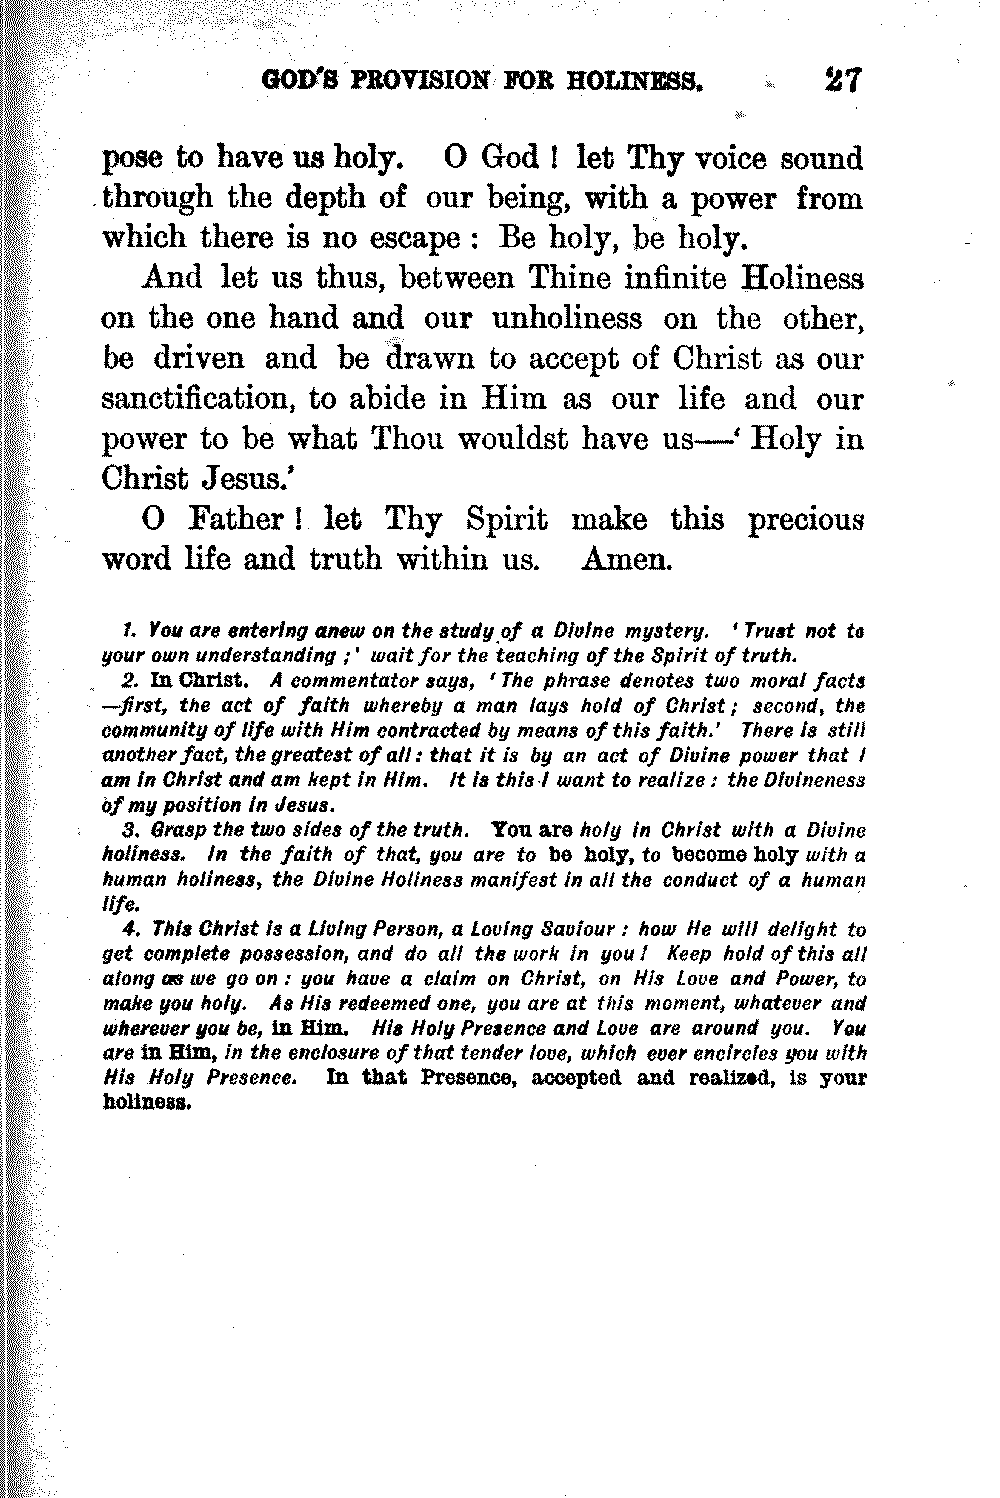 GOD'S PROVISION FOR HOLINESS. 27
pose to have us holy. O God ! let Thy voice sound
through the depth of our being, with a power from
which there is no escape : Be holy, be holy.
And let us thus, between Thine infinite Holiness
on the one hand and our unholiness on the other,
be driven and be drawn to accept of Christ as our
sanctification, to abide in Him as our life and our
power to be what Thou wouldst have us—‘ Holy in
Christ Jesus.’
O Father ! let Thy Spirit make this precious
word life and truth within us. Amen.
1. You are entering anew on the study of a Divine mystery. ‘ Trust not to
your own understanding ;’ wait for the teaching of the Spirit of truth.
2. In Christ. A commentator says, ‘ The phrase denotes two moral facts
—first, the act of faith whereby a man lays hold of Christ ; second, the
community of life with Him contracted by means of this faith.’ There is still
another fact, the greatest of all : that it is by an act of Divine power that I
am in Christ and am kept in Him. It is this I want to realize : the Divineness
of my position in Jesus.
3. Grasp the two sides of the truth. You are holy in Christ with a Divine
holiness. In the faith of that, you are to be holy, to become holy with a
human holiness, the Divine Holiness manifest in all the conduct of a human
life.
4. This Christ is a Living Person, a Loving Saviour : how He will delight to
get complete possession, and do all the work in you ! Keep hold of this all
along as we go on : you have a claim on Christ, on His Love and Power, to
make you holy. As His redeemed one, you are at this moment, whatever and
wherever you be, in Him. His Holy Presence and Love are around you. You
are in Him, in the enclosure of that tender love, which ever encircles you with
His Holy Presence. In that Presence, accepted and realized, is your
holiness.